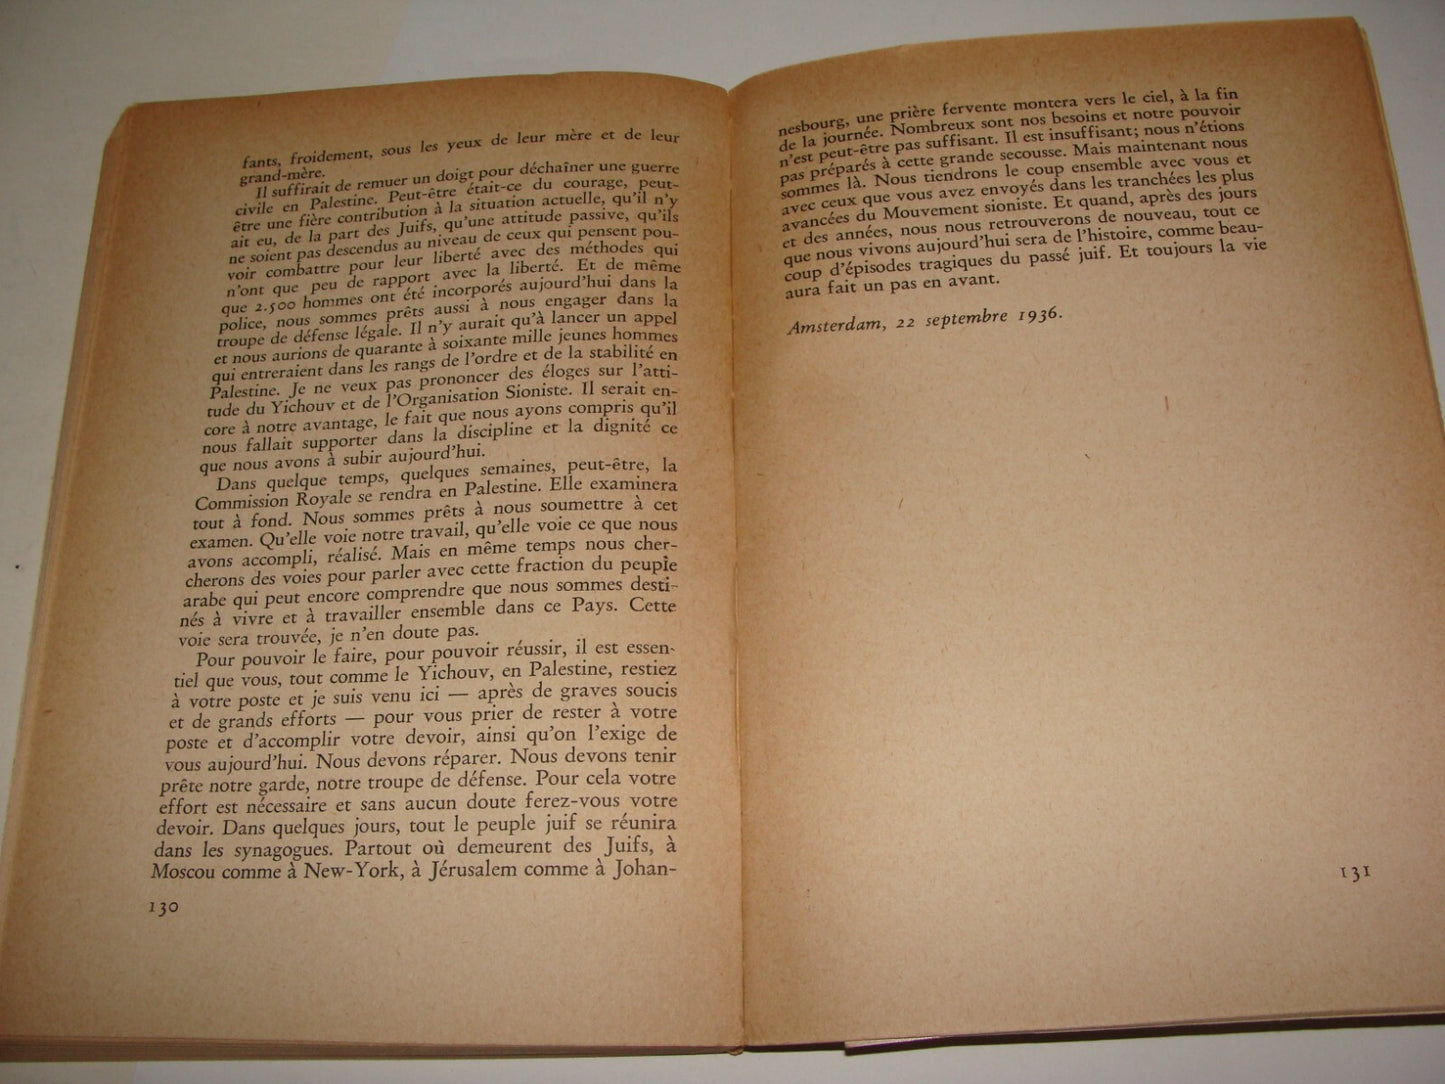 fants, froidement, sous les yeux de leur mère et de leur
grand-mère.
Il suffirait de remuer un doigt pour déchaîner une guerre
civile en Palestine. Peut-être était-ce du courage, peut-
être une fière contribution à la situation actuelle, qu'il n'y
ait eu, de la part des Juifs, qu'une attitude passive, qu'ils
ne soient pas descendus au niveau de ceux qui pensent pou-
voir combattre pour leur liberté avec des méthodes qui
n'ont que peu de rapport avec la liberté. Et de même
que 2.500 hommes ont été incorporés aujourd'hui dans la
police, nous sommes prêts aussi à nous engager dans la
troupe de défense légale. Il n'y aurait qu'à lancer un appel
et nous aurions de quarante à soixante mille jeunes hommes
qui entreraient dans les rangs de l'ordre et de la stabilité en
Palestine. Je ne veux pas prononcer des éloges sur l'atti-
tude du Yichouv et de l'Organisation Sioniste. Il serait en-
core à notre avantage, le fait que nous ayons compris qu'il
nous fallait supporter dans la discipline et la dignité ce
que nous avons à subir aujourd'hui.
Dans quelque temps, quelques semaines, peut-être, la
Commission Royale se rendra en Palestine. Elle examinera
tout à fond. Nous sommes prêts à nous soumettre à cet
examen. Qu'elle voie notre travail, qu'elle voie ce que nous
avons accompli, réalisé. Mais en même temps nous cher-
cherons des voies pour parler avec cette fraction du peuple
arabe qui peut encore comprendre que nous sommes desti-
nés à vivre et à travailler ensemble dans ce Pays. Cette
voie sera trouvée, je n'en doute pas.
Pour pouvoir le faire, pour pouvoir réussir, il est essen-
tiel que vous, tout comme le Yichouv, en Palestine, restiez
à votre poste et je suis venu ici — après de graves soucis
et de grands efforts — pour vous prier de rester à votre
poste et d'accomplir votre devoir, ainsi qu'on l'exige de
vous aujourd'hui. Nous devons réparer. Nous devons tenir
prête notre garde, notre troupe de défense. Pour cela votre
effort est nécessaire et sans aucun doute ferez-vous votre
devoir. Dans quelques jours, tout le peuple juif se réunira
dans les synagogues. Partout où demeurent des Juifs, à
Moscou comme à New-York, à Jérusalem comme à Johan-
130
nesbourg, une prière fervente montera vers le ciel, à la fin
de la journée. Nombreux sont nos besoins et notre pouvoir
n'est peut-être pas suffisant. Il est insuffisant; nous n'étions
pas préparés à cette grande secousse. Mais maintenant nous
sommes là. Nous tiendrons le coup ensemble avec vous et
avec ceux que vous avez envoyés dans les tranchées les plus
avancées du Mouvement sioniste. Et quand, après des jours
et des années, nous nous retrouverons de nouveau, tout ce
que nous vivons aujourd'hui sera de l'histoire, comme beau-
coup d'épisodes tragiques du passé juif. Et toujours la vie
aura fait un pas en avant.
Amsterdam, 22 septembre 1936.
131